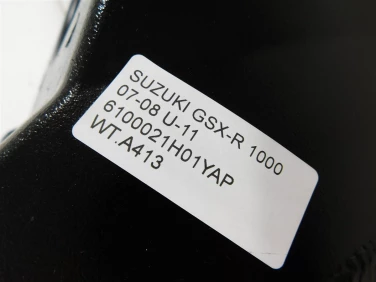 SUZUKI GSX-R 1000
07-08 U-11
6100021H01YAP
WT.A413